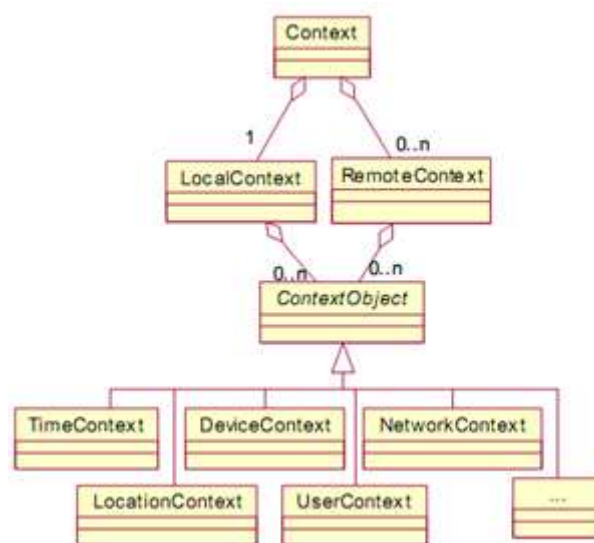 Context
1
0..n
LocalContext
RemoteContext
0..n
0..n
ContextObject
TimeContext
DeviceContext
NetworkContext
LocationContext
UserContext
...